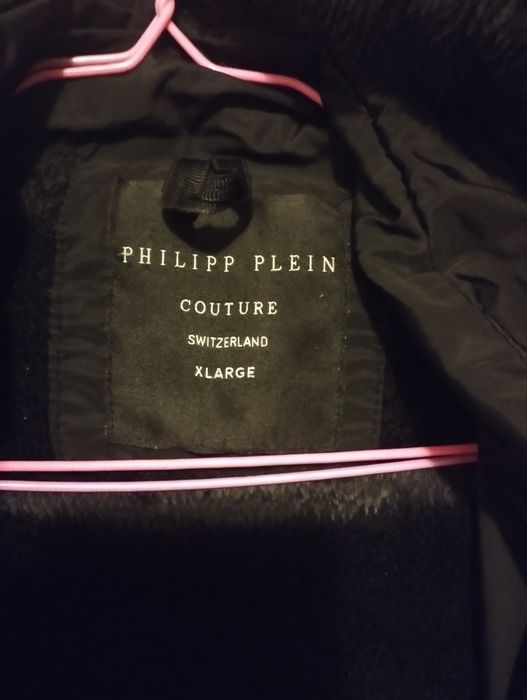 PHILIPP PLEIN
COUTURE
SWITZERLAND
XLARGE